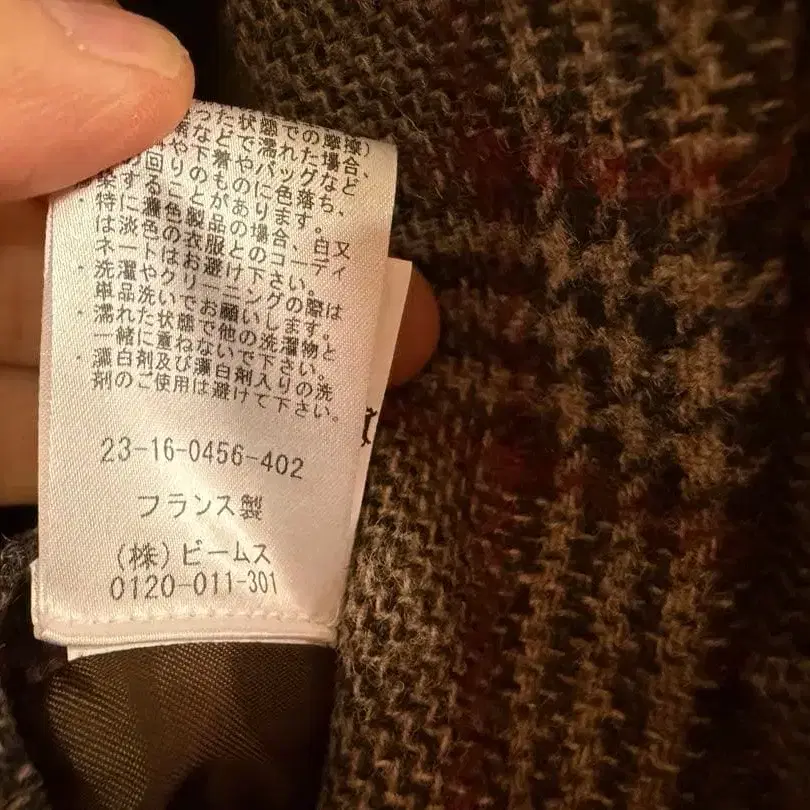 った状態での摩擦)
などで濡れた場合、
や下着やバッグなど
の回りのものに色落ち、
染することがあります。
・特に濃色製品の場合、白又
は淡色の衣服とのコーディ
ネートはお避け下さい。
・洗濯やクリーニングの際は
単品洗いでお願いします。
・濡れた状態で他の洗濯物と
一緒に重ねないで下さい。
・漂白剤及び漂白剤入りの洗
剤のご使用は避けて下さい。
23-16-0456-402
フランス製
(株)ビームス
0120-011-301